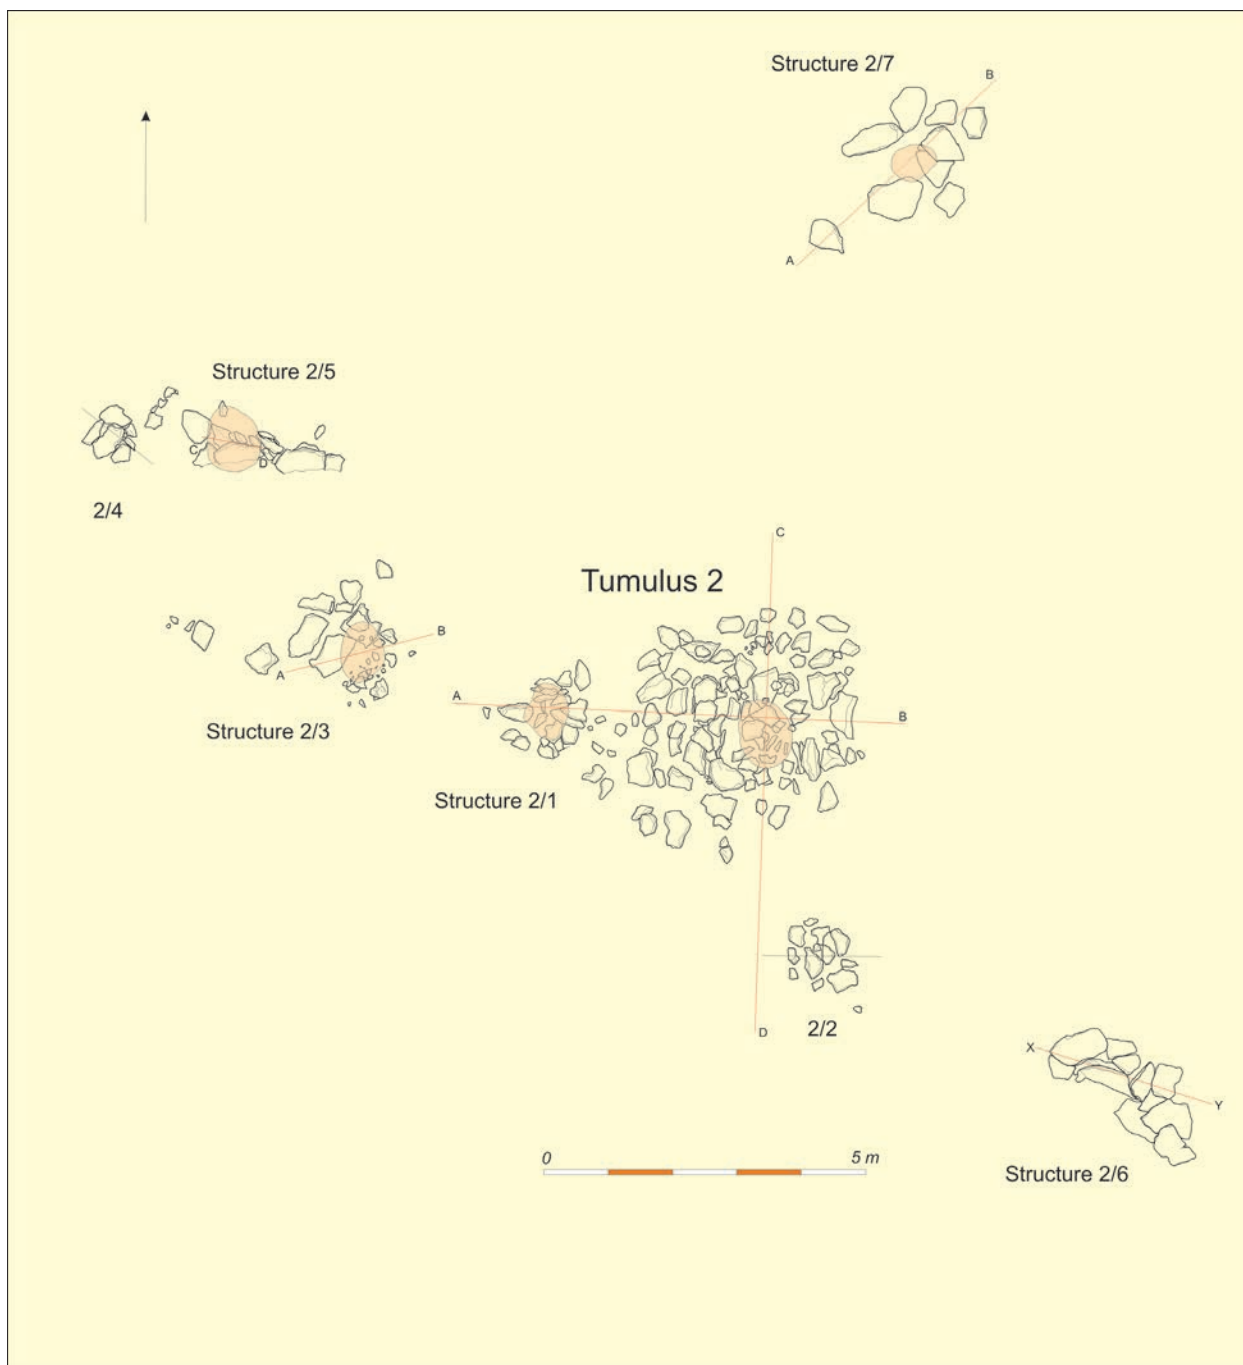 Structure 2/7
B
A
Structure 2/5
C
D
2/4
C
Tumulus 2
B
A
A
B
Structure 2/3
Structure 2/1
D
2/2
X
Y
0
5 m
Structure 2/6